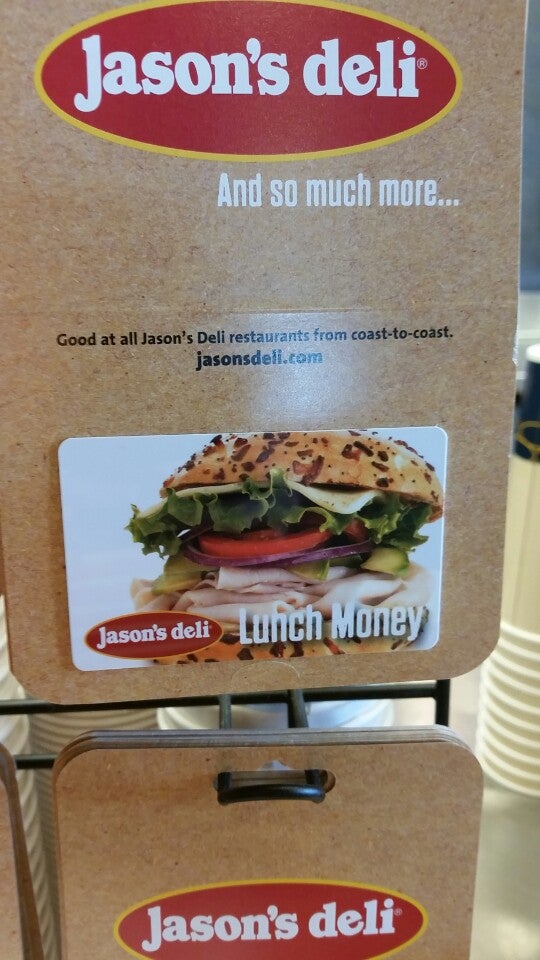 Jason's deli®
And so much more...
Good at all Jason's Deli restaurants from coast-to-coast.
jasonsdeli.com
Jason's deli
Lunch Money
Jason's deli®